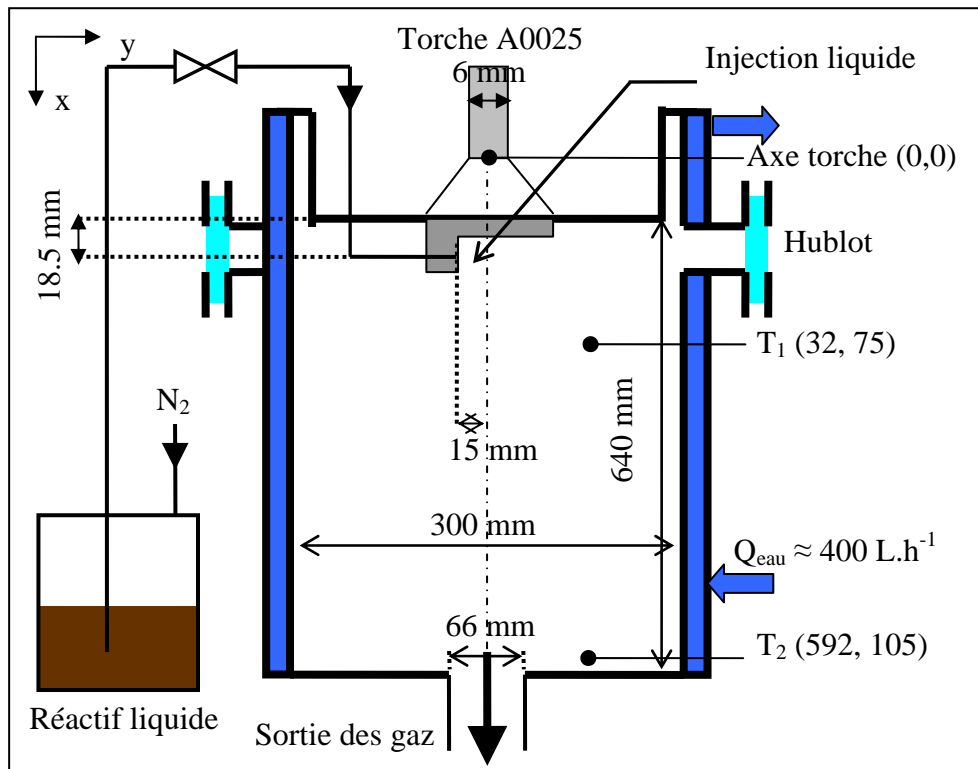 Torche A0025
y
6 mm
Injection liquide
x
Axe torche (0,0)
18.5 mm
Hublot
T₁ (32, 75)
N₂
15 mm
640 mm
300 mm
Qeau ≈ 400 L.h⁻¹
66 mm
T₂ (592, 105)
Réactif liquide
Sortie des gaz